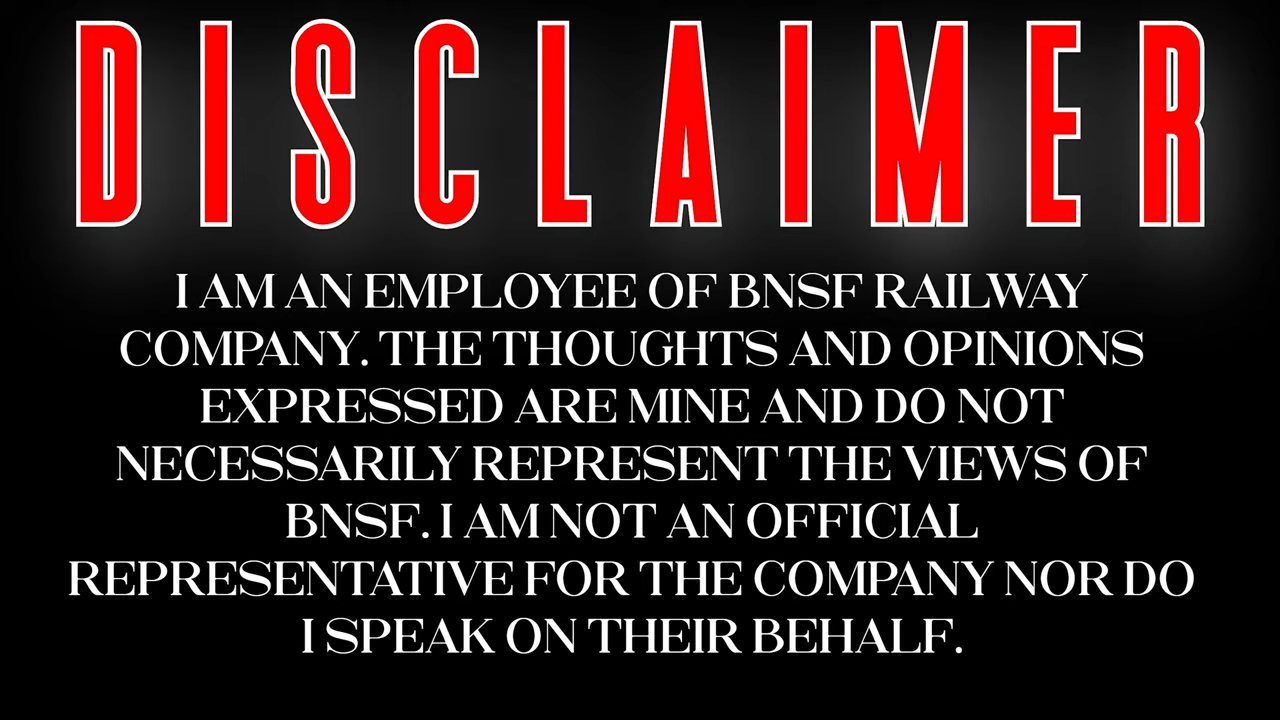 DISCLAIMER
I AM AN EMPLOYEE OF BNSF RAILWAY
COMPANY. THE THOUGHTS AND OPINIONS
EXPRESSED ARE MINE AND DO NOT
NECESSARILY REPRESENT THE VIEWS OF
BNSF. I AM NOT AN OFFICIAL
REPRESENTATIVE FOR THE COMPANY NOR DO
I SPEAK ON THEIR BEHALF.